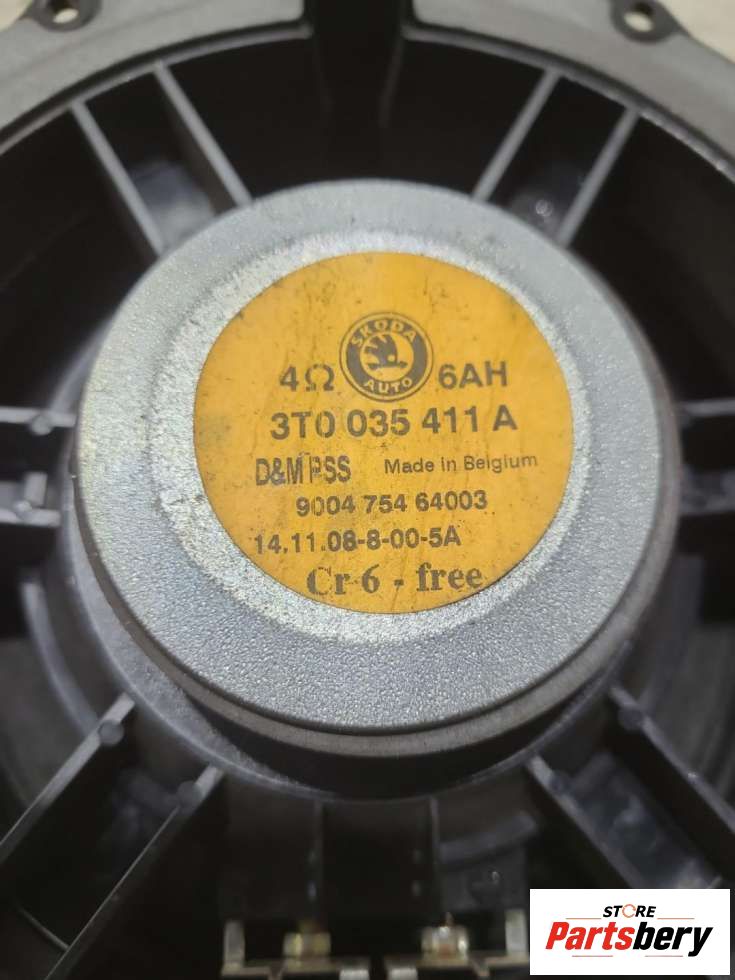 SKODA
AUTO
4Ω 6AH
3T0 035 411 A
D&M PSS Made in Belgium
9004 754 64003
14.11.08-8-00-5A
Cr 6 - free
STORE
Partsbery